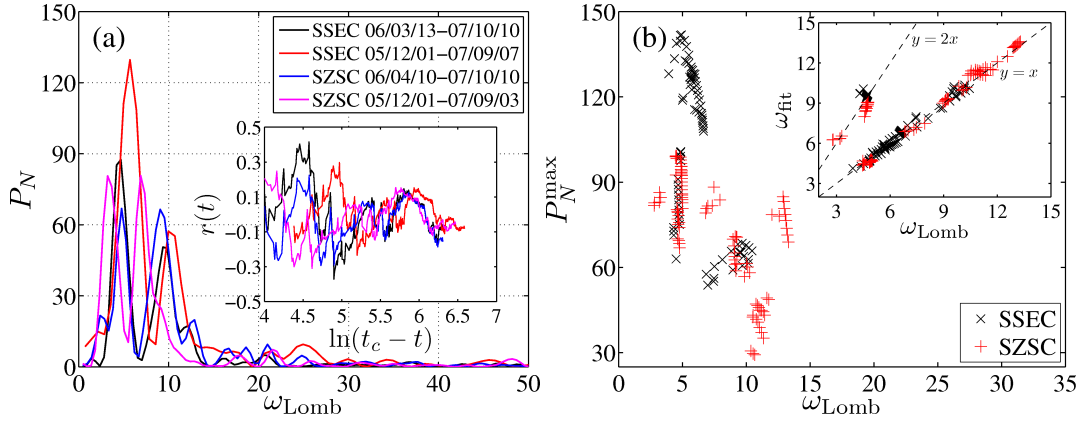 (a)
SSEC 06/03/13−07/10/10
SSEC 05/12/01−07/09/07
SZSC 06/04/10−07/10/10
SZSC 05/12/01−07/09/03
P_N
150
120
90
60
30
0
0 10 20 30 40 50
ω_Lomb
r(t)
0.5
0.3
0.1
−0.1
−0.3
−0.5
4 4.5 5 5.5 6 6.5 7
ln(t_c − t)
(b)
P_N^max
150
120
90
60
30
0 5 10 15 20 25 30 35
ω_Lomb
× SSEC
+ SZSC
ω_fit
15
12
9
6
3
3 6 9 12 15
ω_Lomb
y = 2x
y = x